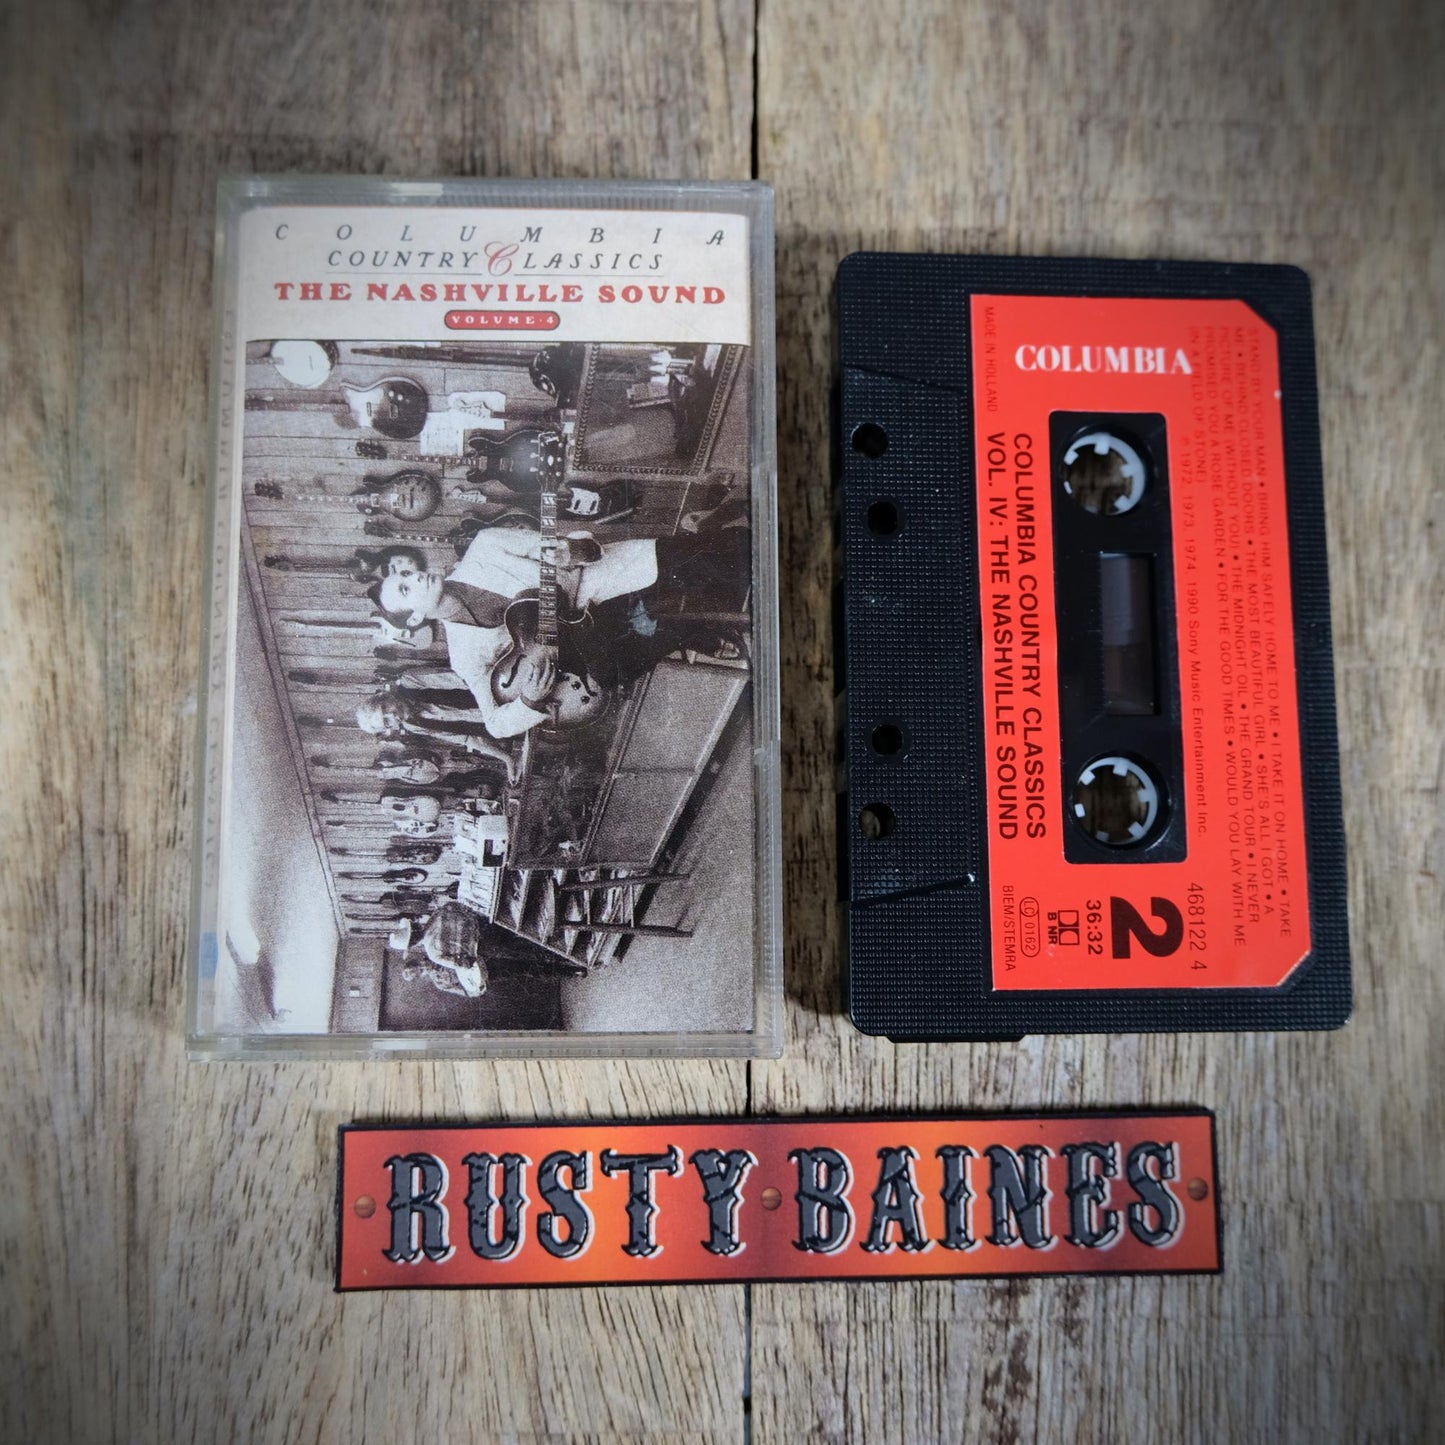 COLUMBIA
COUNTRY CLASSICS
THE NASHVILLE SOUND
VOLUME · 4
COLUMBIA
STAND BY YOUR MAN • BRING HIM SAFELY HOME TO ME • I TAKE IT ON HOME • TAKE
ME • BEHIND CLOSED DOORS • THE MOST BEAUTIFUL GIRL • SHE'S ALL I GOT • A
PICTURE OF ME (WITHOUT YOU) • THE MIDNIGHT OIL • THE GRAND TOUR • I NEVER
PROMISED YOU A ROSE GARDEN • FOR THE GOOD TIMES • WOULD YOU LAY WITH ME
(IN A FIELD OF STONE)
℗ 1972, 1973, 1974, 1990 Sony Music Entertainment Inc.
468122 4
2
36:32
B NR
LC 0162
BIEM/STEMRA
COLUMBIA COUNTRY CLASSICS
VOL. IV: THE NASHVILLE SOUND
MADE IN HOLLAND
RUSTY BAINES